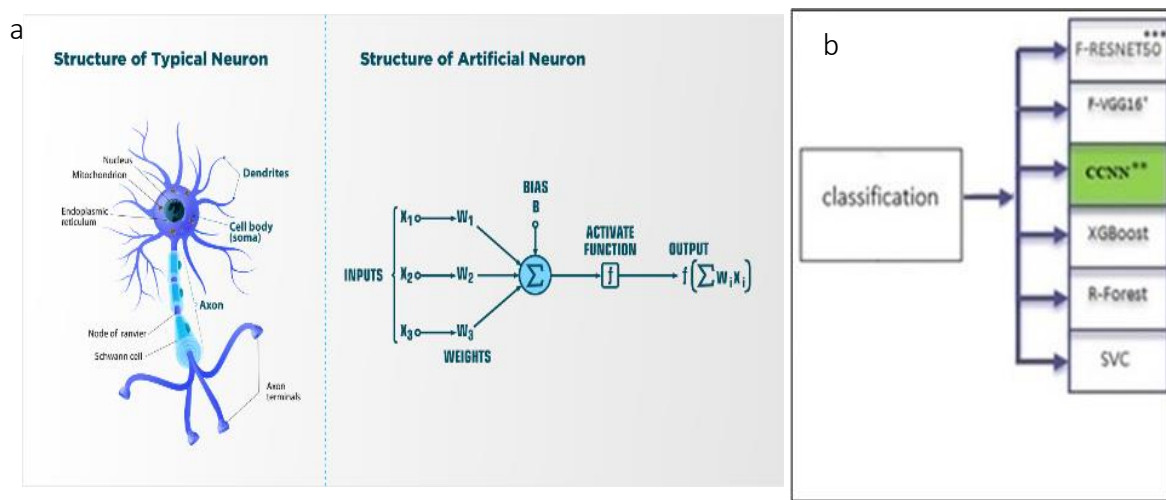 a
Structure of Typical Neuron
Nucleus
Mitochondrion
Dendrites
Endoplasmic
reticulum
Cell body
(soma)
Axon
Node of ranvier
Schwann cell
Axon
terminals
Structure of Artificial Neuron
BIAS
B
X₁ W₁
ACTIVATE
FUNCTION
OUTPUT
INPUTS X₂ W₂ Σ f f(∑WᵢXᵢ)
X₃ W₃
WEIGHTS
b
classification
F-RESNET50***
F-VGG16*
CCNN**
XGBoost
R-Forest
SVC